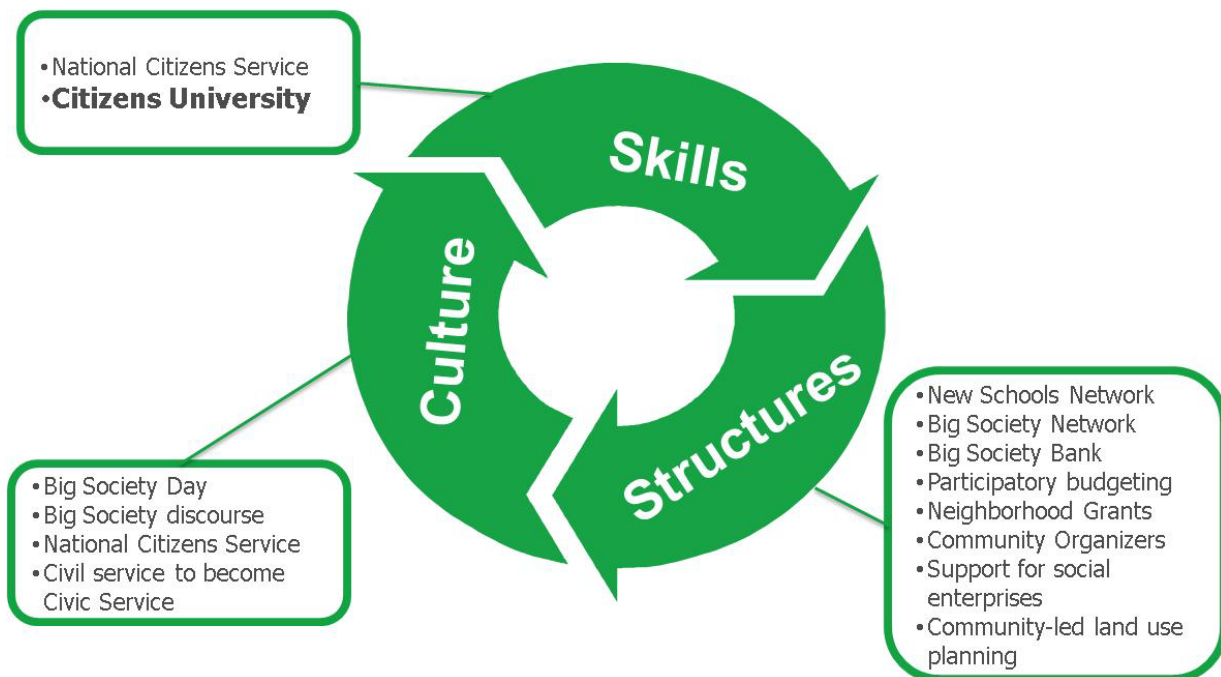 •National Citizens Service
•Citizens University
Skills
Culture
Structures
•New Schools Network
•Big Society Network
•Big Society Bank
•Participatory budgeting
•Neighborhood Grants
•Community Organizers
•Support for social
enterprises
•Community-led land use
planning
•Big Society Day
•Big Society discourse
•National Citizens Service
•Civil service to become
Civic Service